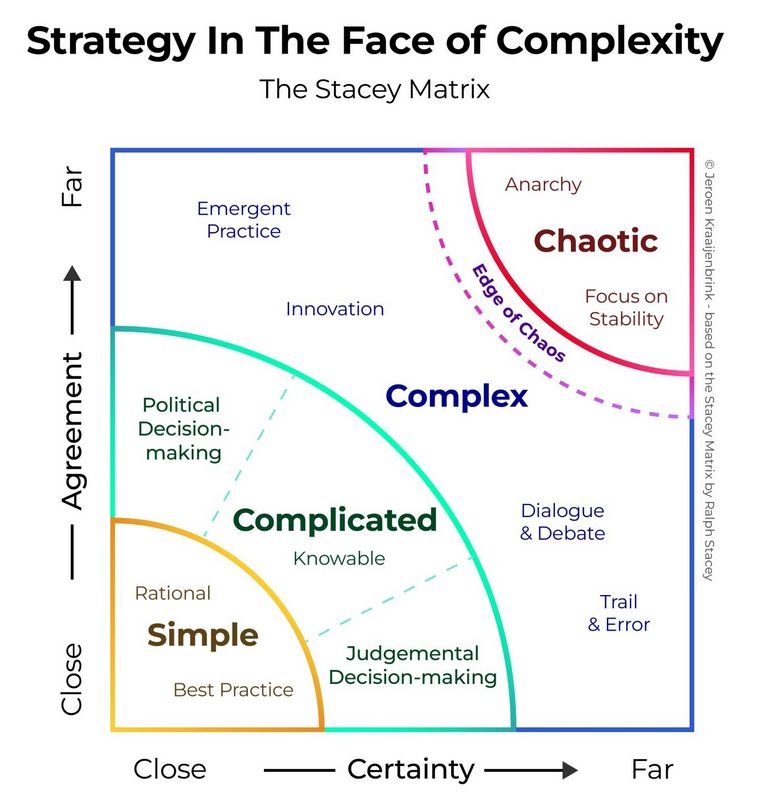 Strategy In The Face of Complexity
The Stacey Matrix
Far
Agreement
Close
Emergent
Practice
Innovation
Anarchy
Chaotic
Focus on
Stability
Edge of Chaos
Complex
Political
Decision-
making
Complicated
Knowable
Dialogue
& Debate
Trail
& Error
Rational
Simple
Best Practice
Judgemental
Decision-making
Close
Certainty
Far
© Jeroen Kraaijenbrink - based on the Stacey Matrix by Ralph Stacey